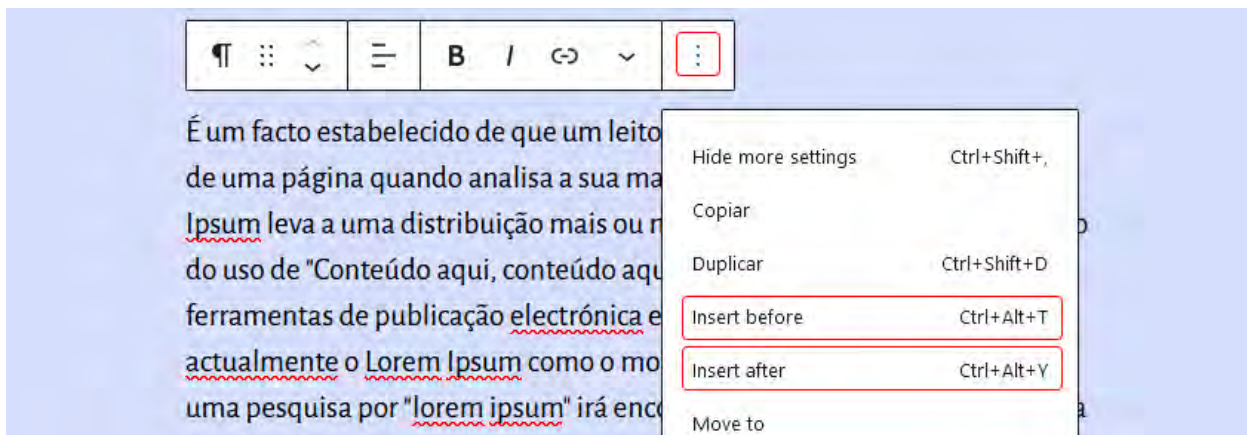 B I
É um facto estabelecido de que um leito
de uma página quando analisa a sua ma
Ipsum leva a uma distribuição mais ou
do uso de "Conteúdo aqui, conteúdo aqu
ferramentas de publicação electrónica e
actualmente o Lorem Ipsum como o mo
uma pesquisa por "lorem ipsum" irá enc
Hide more settings Ctrl+Shift+,
Copiar
Duplicar Ctrl+Shift+D
Insert before Ctrl+Alt+T
Insert after Ctrl+Alt+Y
Move to